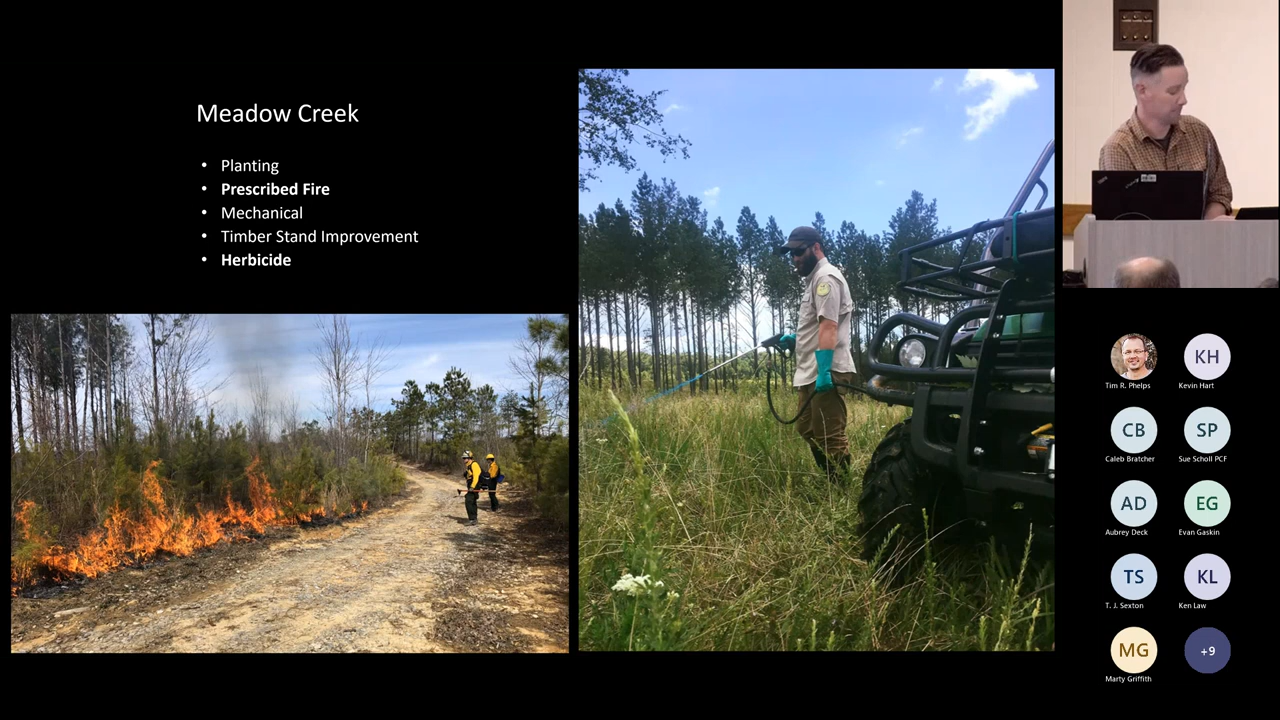 Meadow Creek
• Planting
• Prescribed Fire
• Mechanical
• Timber Stand Improvement
• Herbicide
Tim R. Phelps
KH
Kevin Hart
CB
Caleb Bratcher
SP
Sue Scholl PCF
AD
Aubrey Deck
EG
Evan Gaskin
TS
T. J. Sexton
KL
Ken Law
MG
Marty Griffith
+9